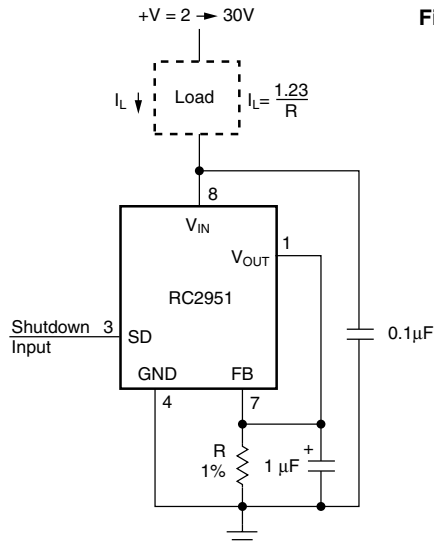 +V = 2 → 30V
Fi
I_L
Load
I_L = 1.23 / R
8
V_IN
1
V_OUT
RC2951
Shutdown
Input
3
SD
0.1µF
GND
FB
4
7
R
1%
1 µF
+